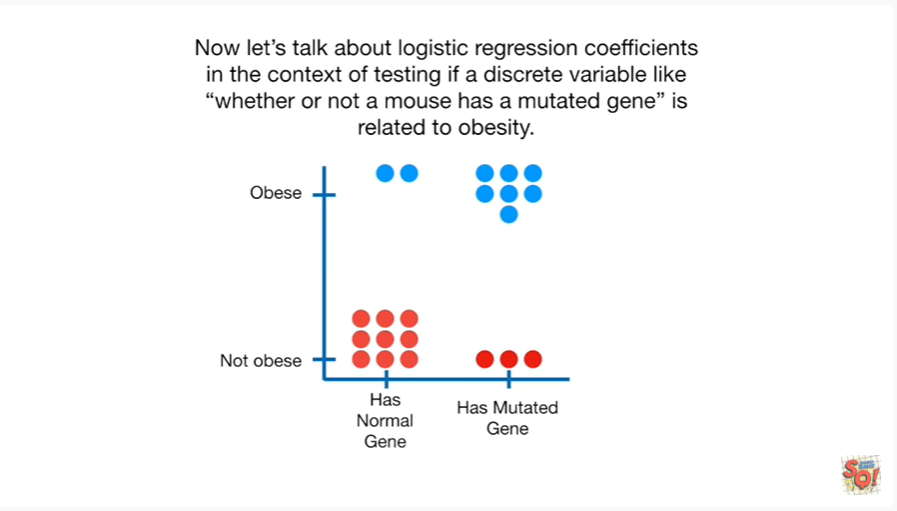 Now let’s talk about logistic regression coefficients
in the context of testing if a discrete variable like
“whether or not a mouse has a mutated gene” is
related to obesity.
Obese
Not obese
Has
Normal
Gene
Has Mutated
Gene
SO!